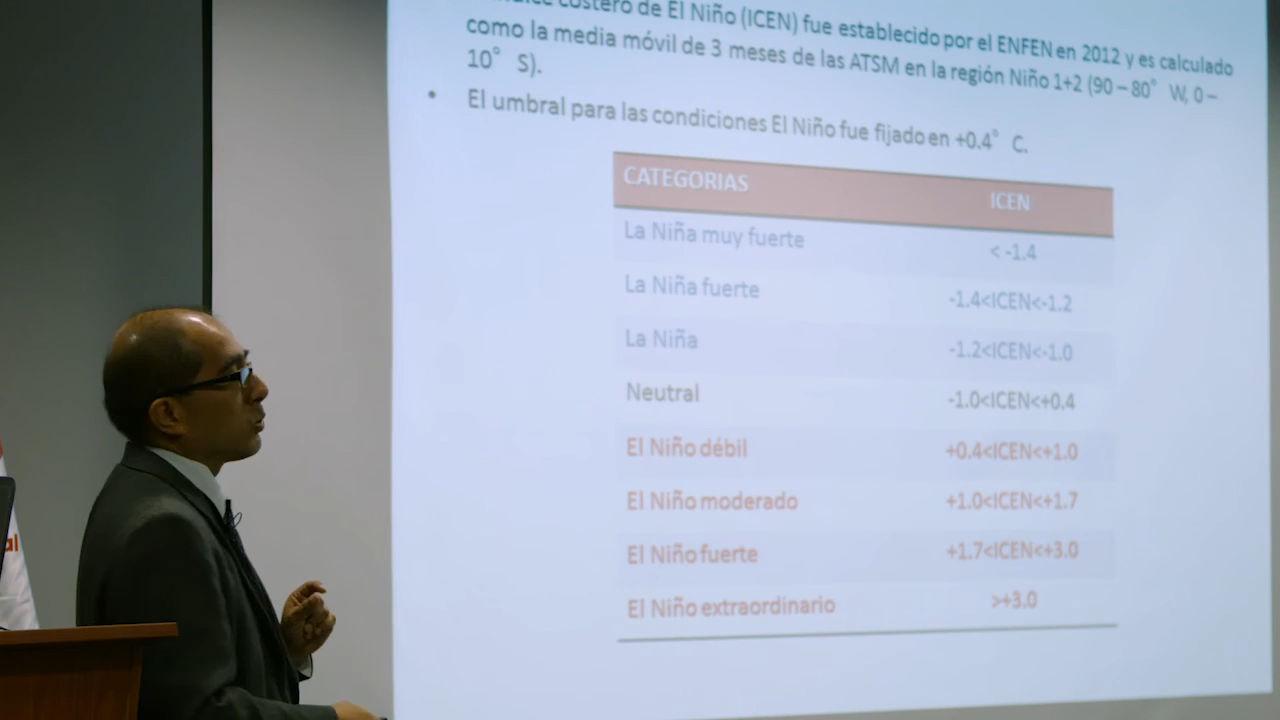 costero de El Niño (ICEN) fue establecido por el ENFEN en 2012 y es calculado
como la media móvil de 3 meses de las ATSM en la región Niño 1+2 (90 – 80° W, 0 –
10° S).
• El umbral para las condiciones El Niño fue fijado en +0.4° C.
CATEGORIAS ICEN
La Niña muy fuerte < -1.4
La Niña fuerte -1.4<ICEN<-1.2
La Niña -1.2<ICEN<-1.0
Neutral -1.0<ICEN<+0.4
El Niño débil +0.4<ICEN<+1.0
El Niño moderado +1.0<ICEN<+1.7
El Niño fuerte +1.7<ICEN<+3.0
El Niño extraordinario >+3.0
al